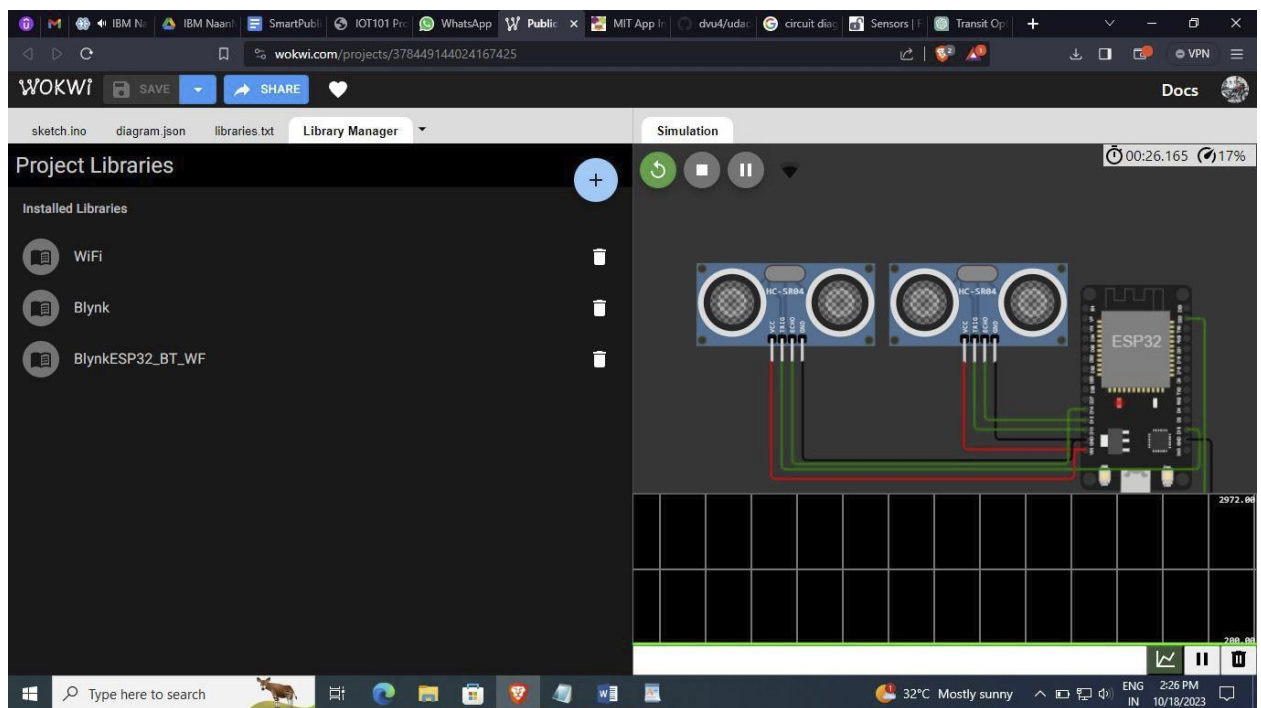 IBM Na
IBM NaanM
SmartPubli
IOT101 Pro
WhatsApp
Public
MIT App In
dvu4/udac
circuit diag
Sensors | F
Transit Op
wokwi.com/projects/378449144024167425
VPN
WOKWi
SAVE
SHARE
Docs
sketch.ino
diagram.json
libraries.txt
Library Manager
Simulation
Project Libraries
+
00:26.165
17%
Installed Libraries
WiFi
Blynk
BlynkESP32_BT_WF
HC-SR04
VCC
TRIG
ECHO
GND
HC-SR04
VCC
TRIG
ECHO
GND
ESP32
2972.00
200.00
Type here to search
32°C Mostly sunny
ENG
IN
2:26 PM
10/18/2023